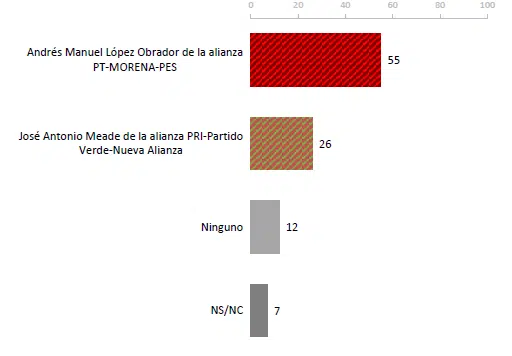 0 20 40 60 80 100
Andrés Manuel López Obrador de la alianza
PT-MORENA-PES
55
José Antonio Meade de la alianza PRI-Partido
Verde-Nueva Alianza
26
Ninguno
12
NS/NC
7